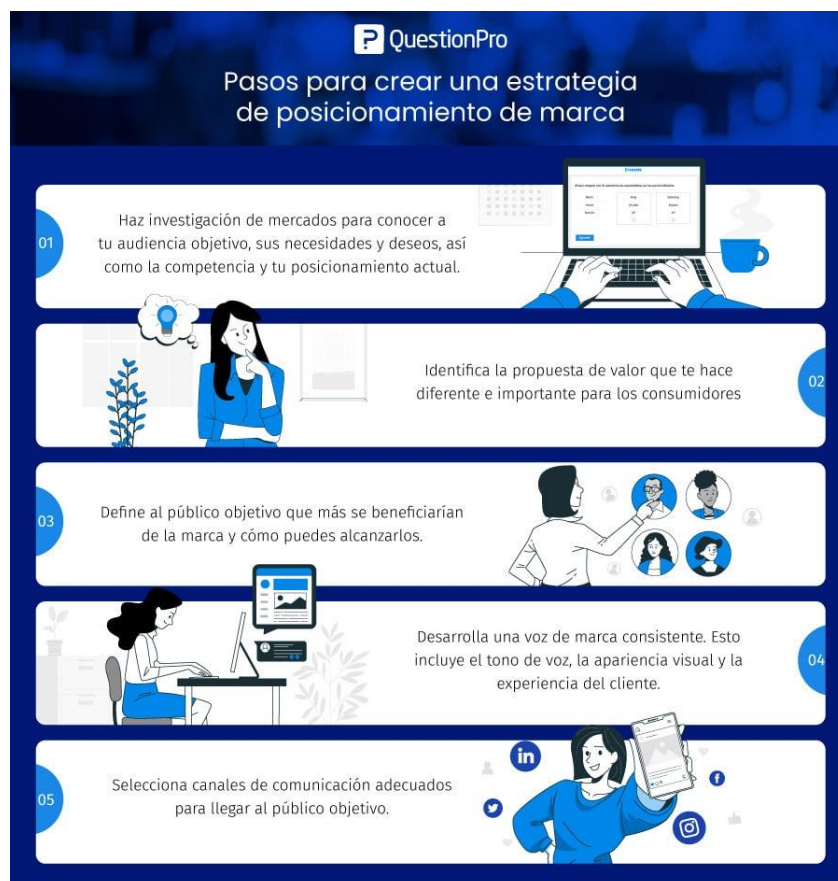 QuestionPro
Pasos para crear una estrategia
de posicionamiento de marca
01
Haz investigación de mercados para conocer a
tu audiencia objetivo, sus necesidades y deseos, así
como la competencia y tu posicionamiento actual.
Identifica la propuesta de valor que te hace
diferente e importante para los consumidores
02
03
Define al público objetivo que más se beneficiarían
de la marca y cómo puedes alcanzarlos.
Desarrolla una voz de marca consistente. Esto
incluye el tono de voz, la apariencia visual y la
experiencia del cliente.
04
05
Selecciona canales de comunicación adecuados
para llegar al público objetivo.
in
f